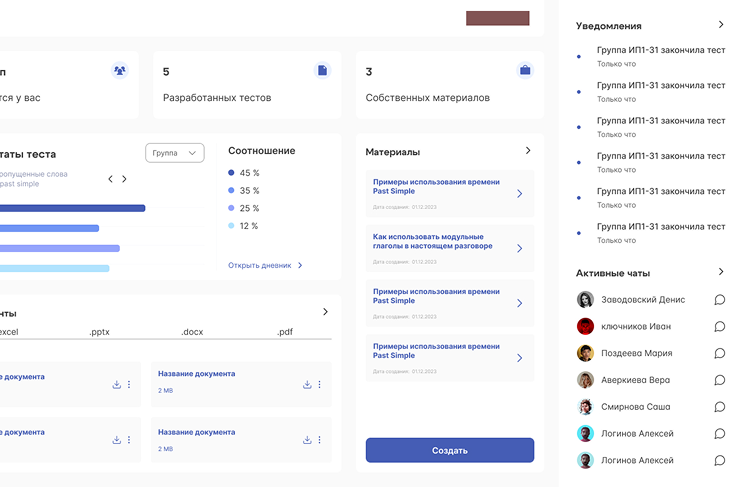 п
5
3
тся у вас
Разработанных тестов
Собственных материалов
таты теста
опущенные слова
past simple
Группа
Соотношение
45 %
35 %
25 %
12 %
Открыть дневник
нты
excel
.pptx
.docx
.pdf
е документа
Название документа
2 MB
е документа
Название документа
2 MB
Материалы
Примеры использования времени
Past Simple
Дата создания: 01.12.2023
Как использовать модульные
глаголы в настоящем разговоре
Дата создания: 01.12.2023
Примеры использования времени
Past Simple
Дата создания: 01.12.2023
Примеры использования времени
Past Simple
Дата создания: 01.12.2023
Создать
Уведомления
Группа ИП1-31 закончила тест
Только что
Группа ИП1-31 закончила тест
Только что
Группа ИП1-31 закончила тест
Только что
Группа ИП1-31 закончила тест
Только что
Группа ИП1-31 закончила тест
Только что
Группа ИП1-31 закончила тест
Только что
Активные чаты
Заводовский Денис
ключников Иван
Поздеева Мария
Аверкиева Вера
Смирнова Саша
Логинов Алексей
Логинов Алексей